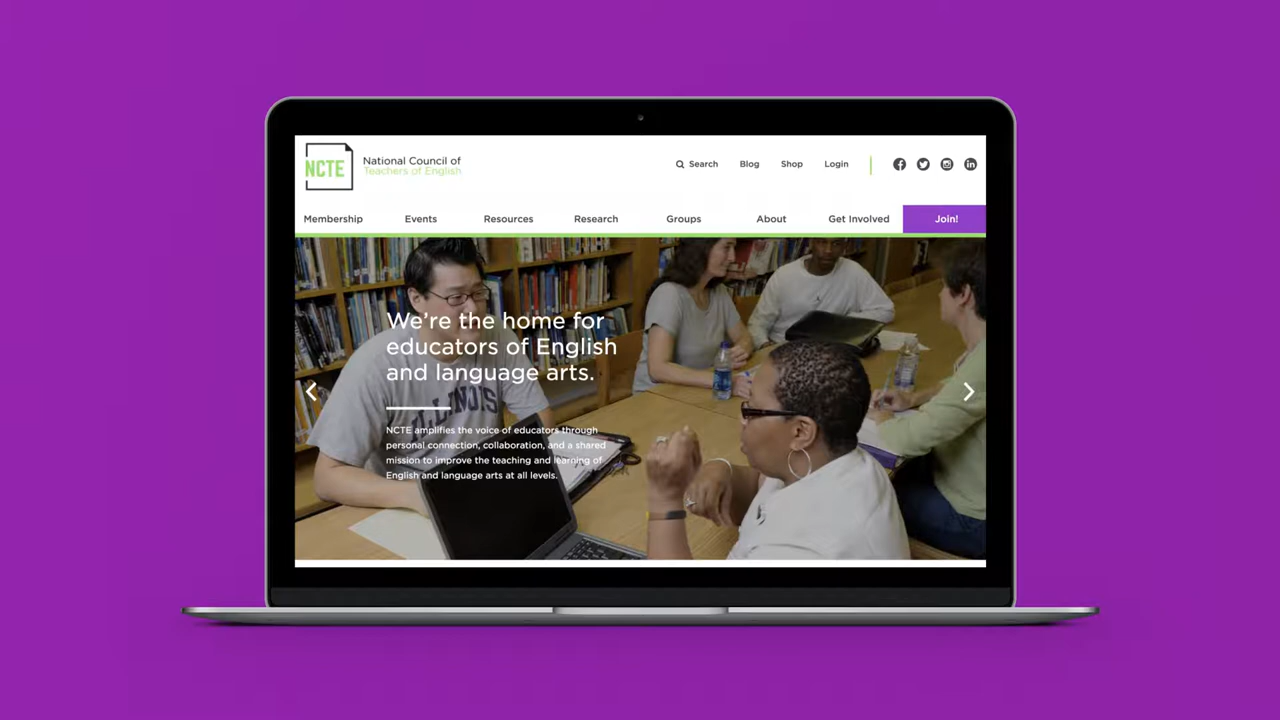 NCTE
National Council of
Teachers of English
Search Blog Shop Login
Membership Events Resources Research Groups About Get Involved Join!
We’re the home for
educators of English
and language arts.
ILLINOIS
NCTE amplifies the voice of educators through
personal connection, collaboration, and a shared
mission to improve the teaching and learning of
English and language arts at all levels.